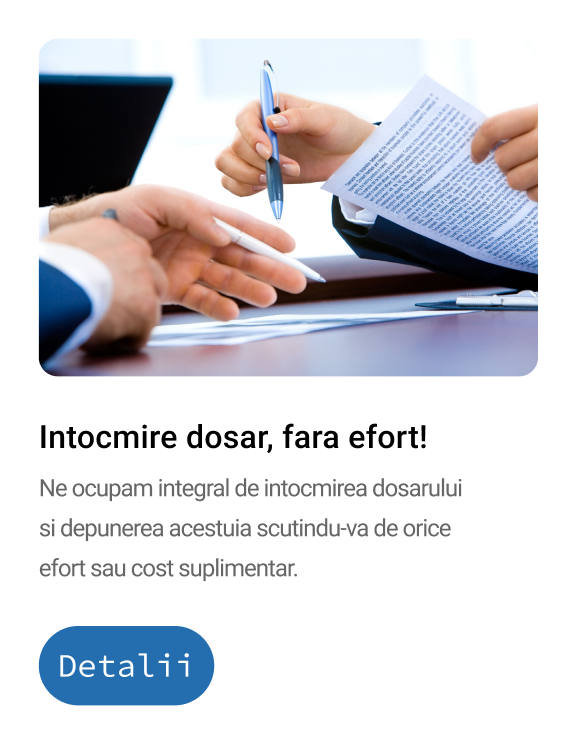 Intocmire dosar, fara efort!
Ne ocupam integral de intocmirea dosarului
si depunerea acestuia scutindu-va de orice
efort sau cost suplimentar.
Detalii